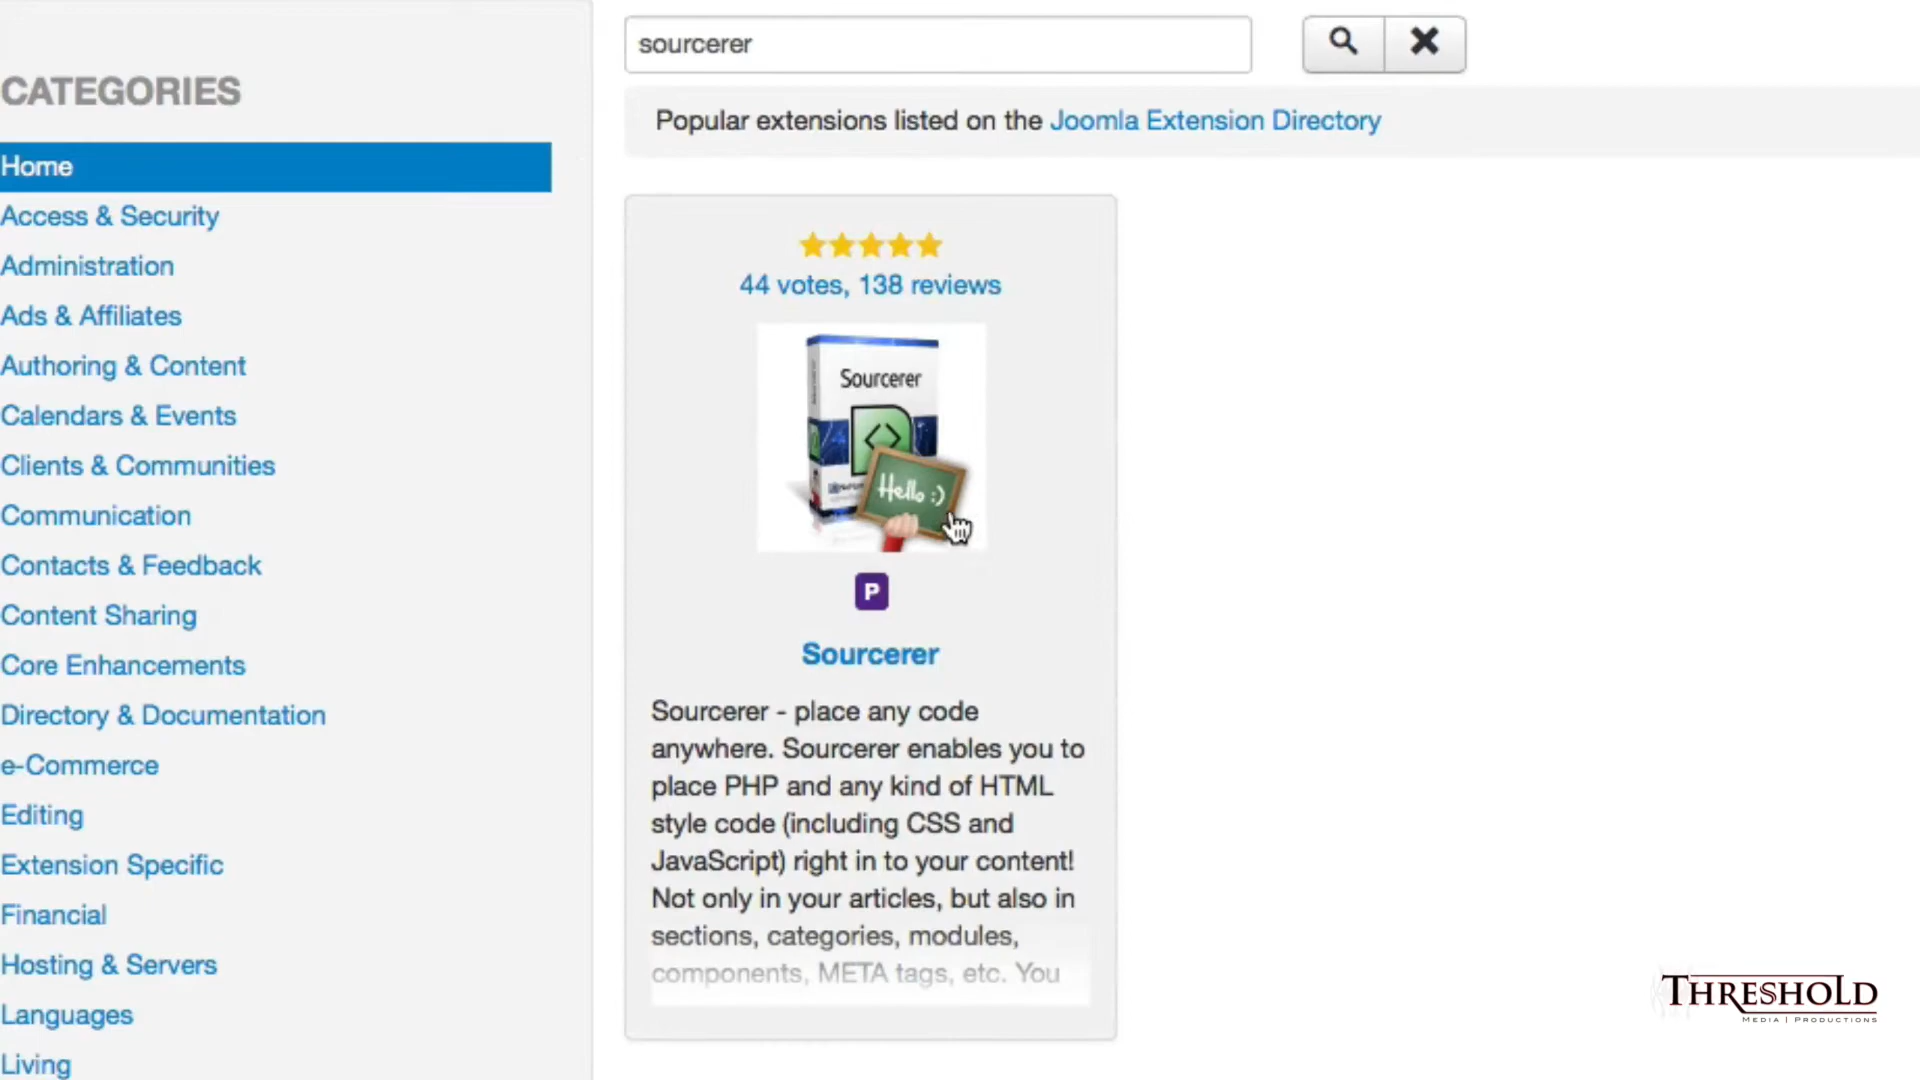 sourcerer
CATEGORIES
Home
Access & Security
Administration
Ads & Affiliates
Authoring & Content
Calendars & Events
Clients & Communities
Communication
Contacts & Feedback
Content Sharing
Core Enhancements
Directory & Documentation
e-Commerce
Editing
Extension Specific
Financial
Hosting & Servers
Languages
Living
Popular extensions listed on the Joomla Extension Directory
44 votes, 138 reviews
Sourcerer
Hello :)
P
Sourcerer
Sourcerer - place any code
anywhere. Sourcerer enables you to
place PHP and any kind of HTML
style code (including CSS and
JavaScript) right in to your content!
Not only in your articles, but also in
sections, categories, modules,
components, META tags, etc. You
THRESHOLD
MEDIA | PRODUCTIONS